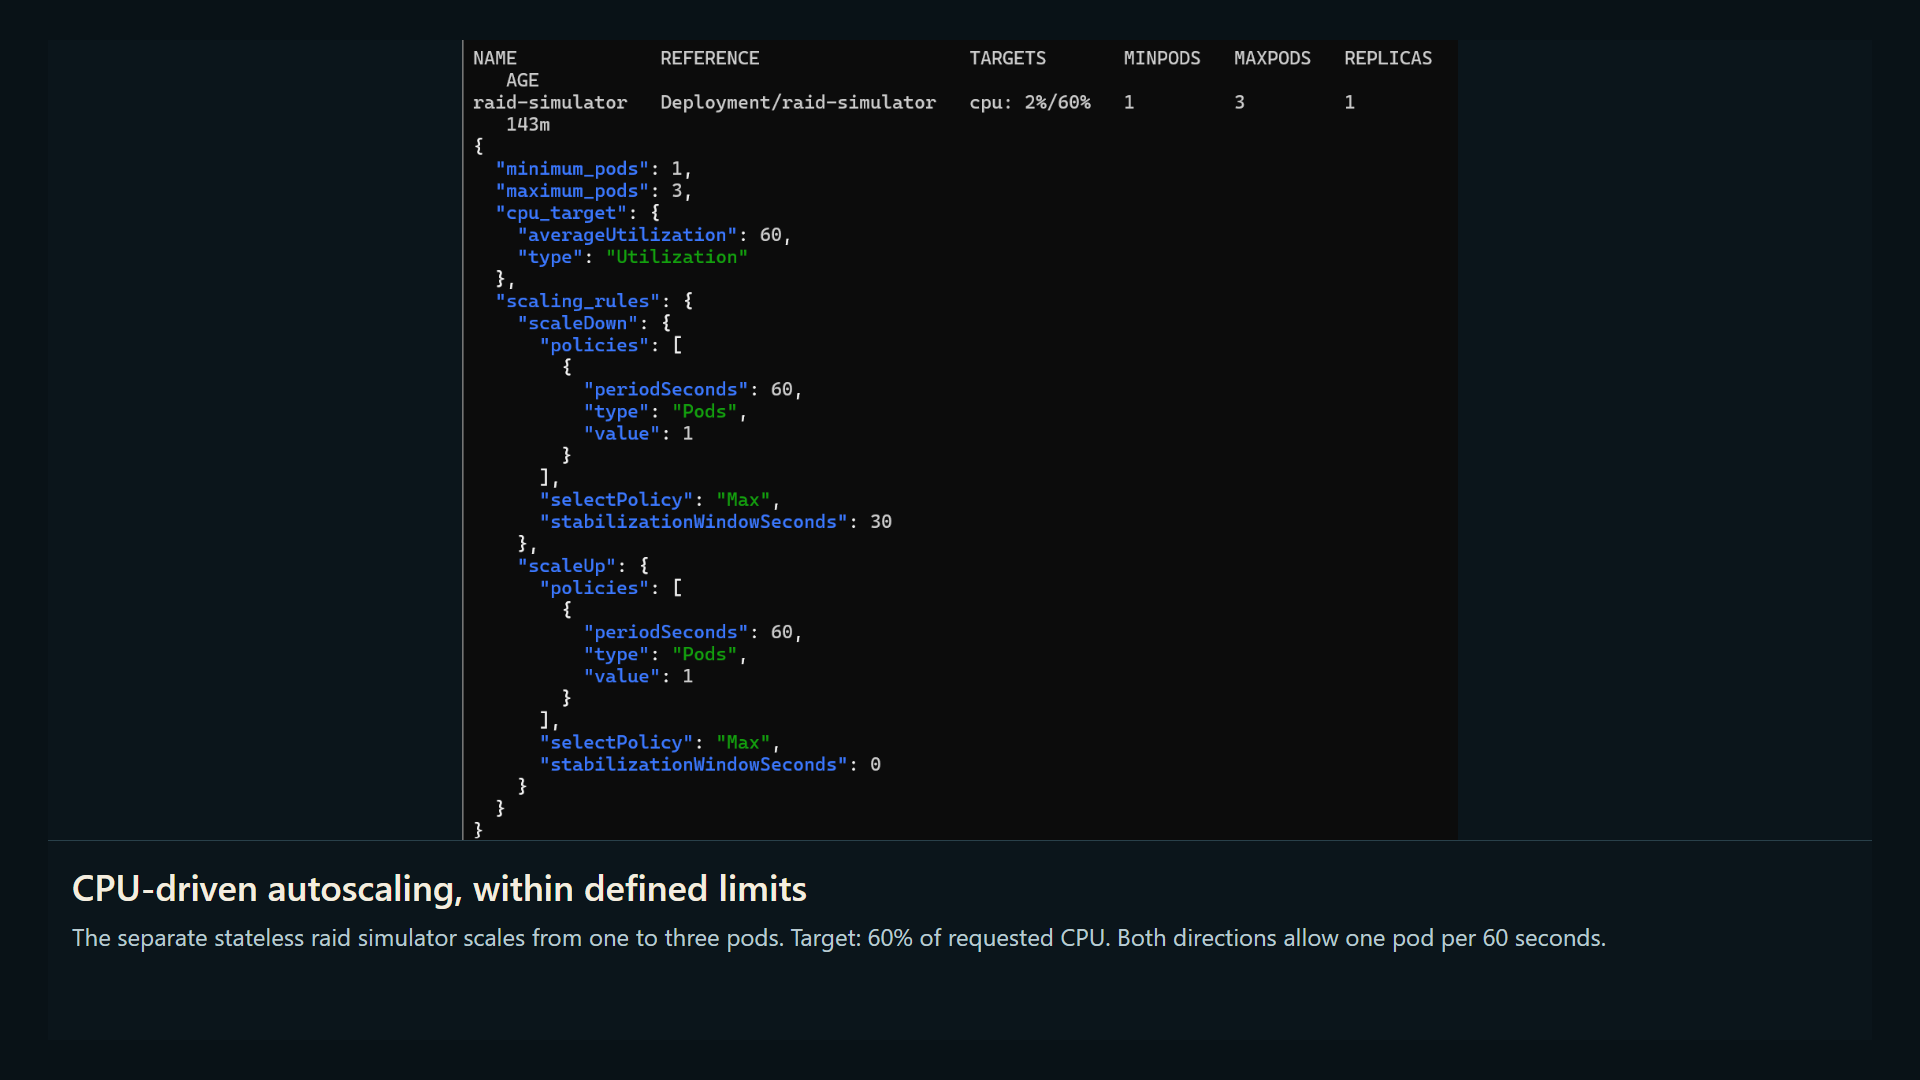 NAME             REFERENCE                   TARGETS       MINPODS   MAXPODS   REPLICAS
   AGE
raid-simulator   Deployment/raid-simulator   cpu: 2%/60%   1         3         1
   143m
{
  "minimum_pods": 1,
  "maximum_pods": 3,
  "cpu_target": {
    "averageUtilization": 60,
    "type": "Utilization"
  },
  "scaling_rules": {
    "scaleDown": {
      "policies": [
        {
          "periodSeconds": 60,
          "type": "Pods",
          "value": 1
        }
      ],
      "selectPolicy": "Max",
      "stabilizationWindowSeconds": 30
    },
    "scaleUp": {
      "policies": [
        {
          "periodSeconds": 60,
          "type": "Pods",
          "value": 1
        }
      ],
      "selectPolicy": "Max",
      "stabilizationWindowSeconds": 0
    }
  }
}
CPU-driven autoscaling, within defined limits
The separate stateless raid simulator scales from one to three pods. Target: 60% of requested CPU. Both directions allow one pod per 60 seconds.